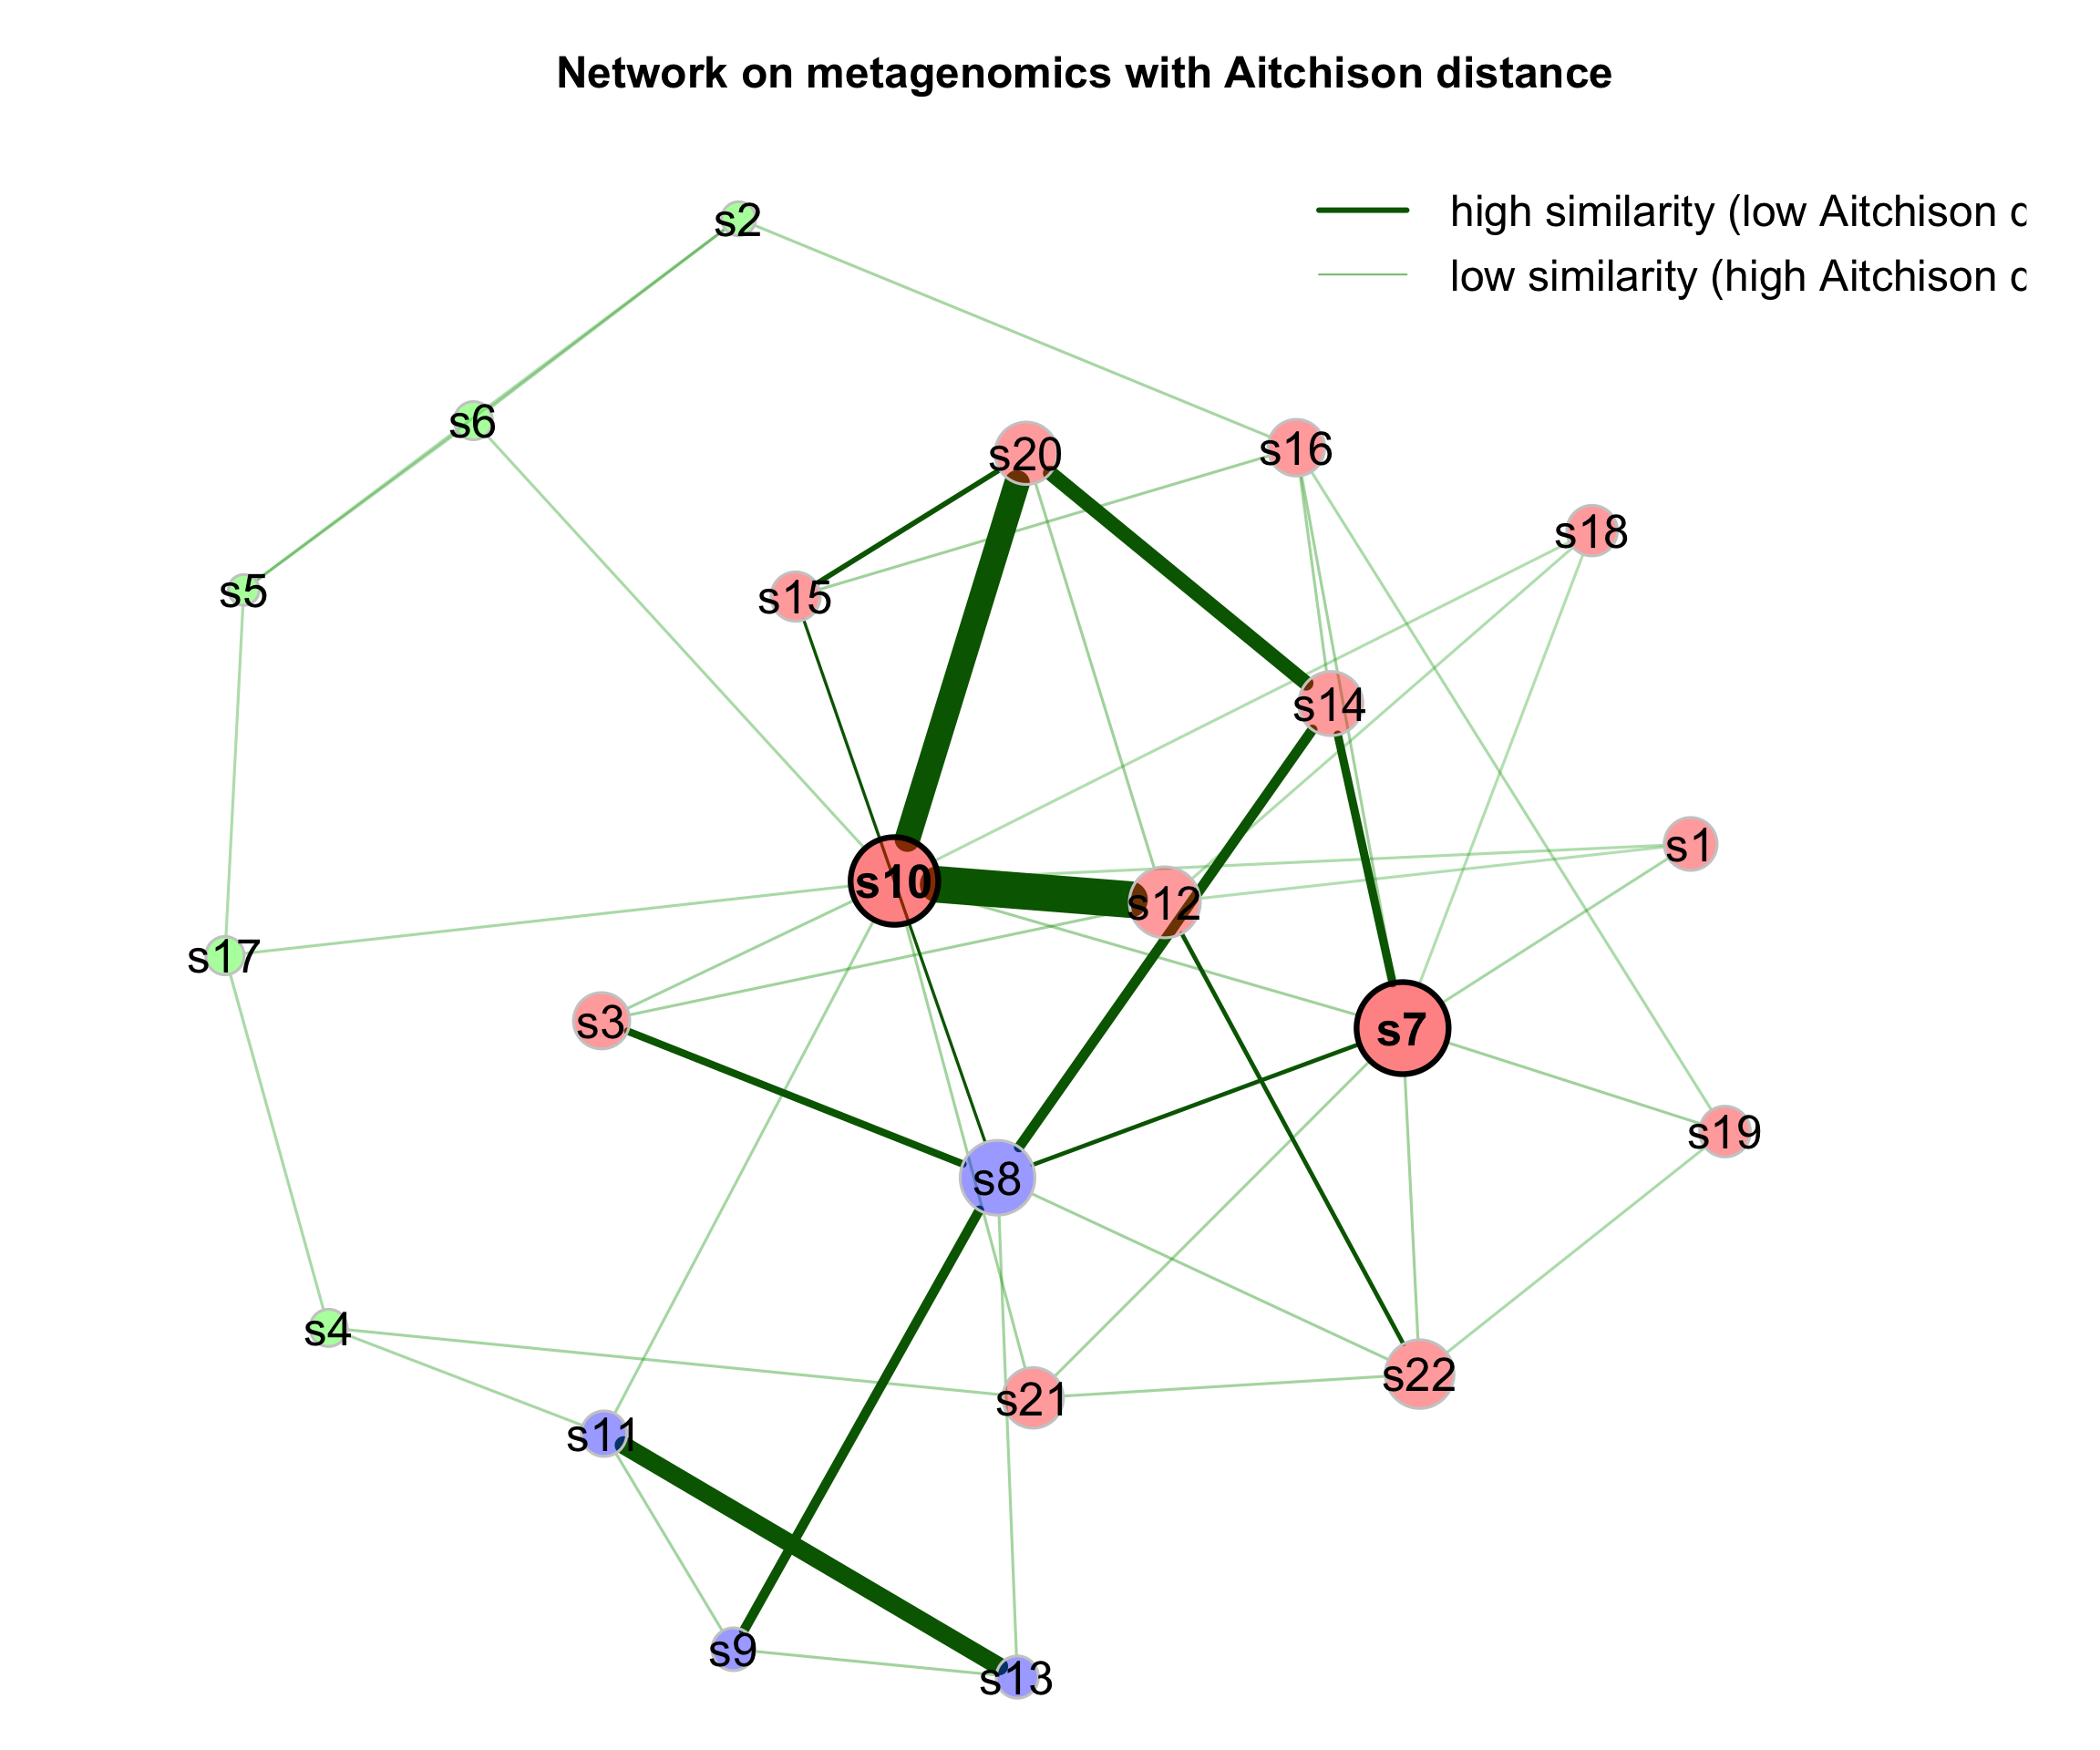 Network on metagenomics with Aitchison distance
high similarity (low Aitchison
low similarity (high Aitchison
s2
s6
s20
s16
s18
s5
s15
s14
s1
s10
s12
s17
s3
s7
s19
s8
s4
s22
s21
s11
s9
s13